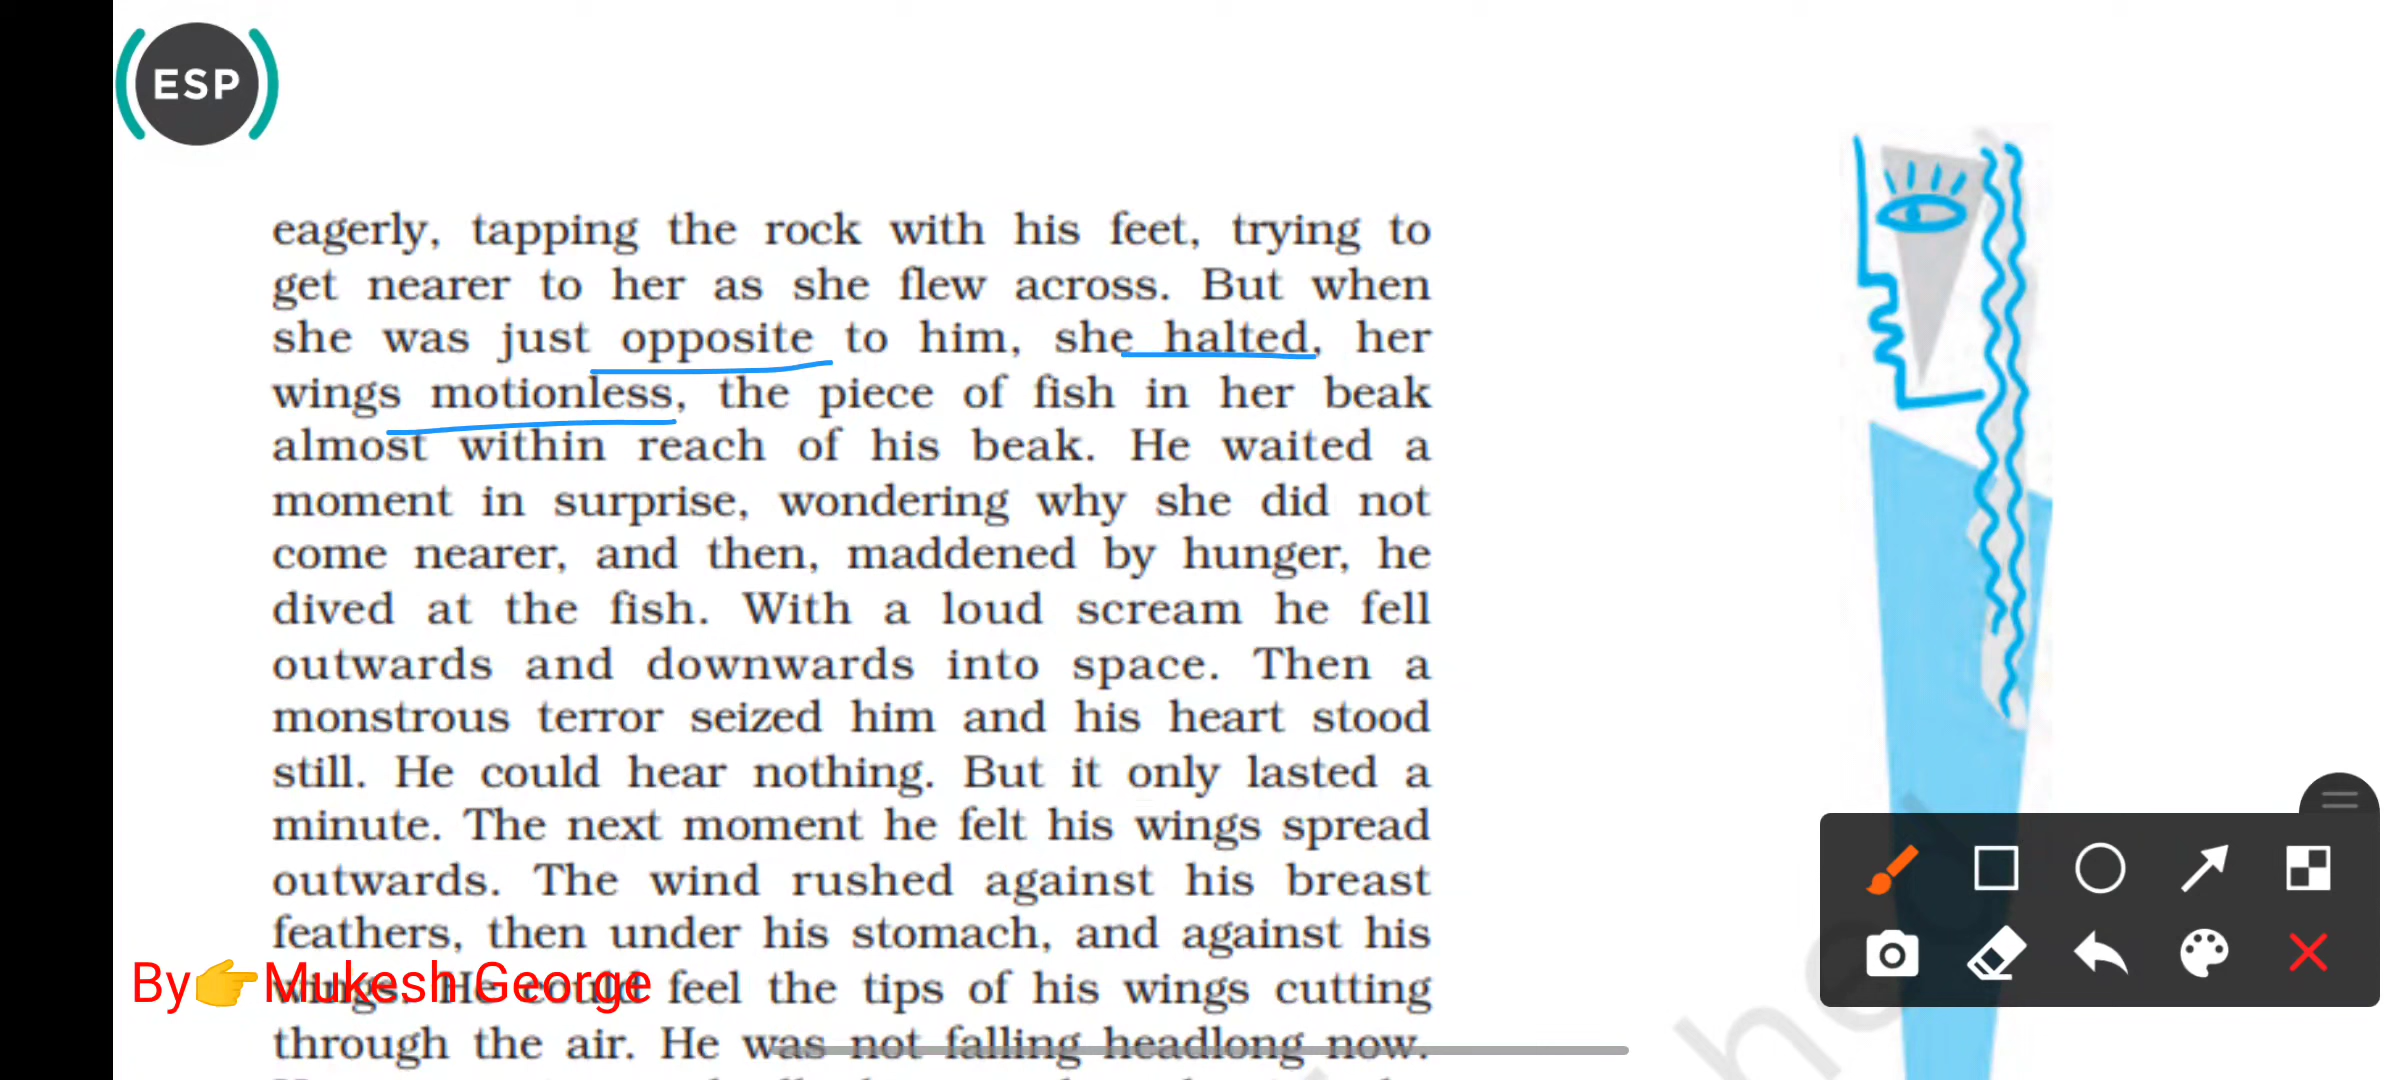 ESP
eagerly, tapping the rock with his feet, trying to
get nearer to her as she flew across. But when
she was just opposite to him, she halted, her
wings motionless, the piece of fish in her beak
almost within reach of his beak. He waited a
moment in surprise, wondering why she did not
come nearer, and then, maddened by hunger, he
dived at the fish. With a loud scream he fell
outwards and downwards into space. Then a
monstrous terror seized him and his heart stood
still. He could hear nothing. But it only lasted a
minute. The next moment he felt his wings spread
outwards. The wind rushed against his breast
feathers, then under his stomach, and against his
wings. He could feel the tips of his wings cutting
By👉Mukesh George
through the air. He was not falling headlong now.